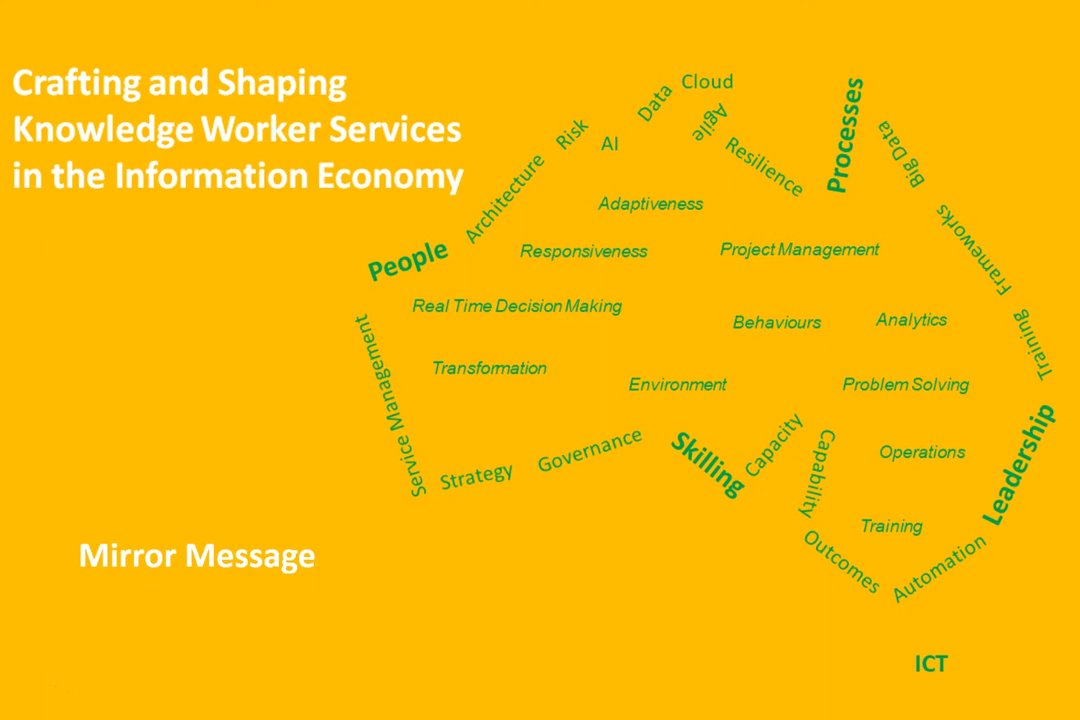 Crafting and Shaping
Knowledge Worker Services
in the Information Economy
Cloud
Data
Agile
Processes
Risk
AI
Resilience
Big Data
Architecture
Adaptiveness
Frameworks
People
Responsiveness
Project Management
Real Time Decision Making
Behaviours
Analytics
Training
Service Management
Transformation
Environment
Problem Solving
Governance
Strategy
Skilling
Capacity
Capability
Operations
Leadership
Training
Outcomes
Automation
Mirror Message
ICT